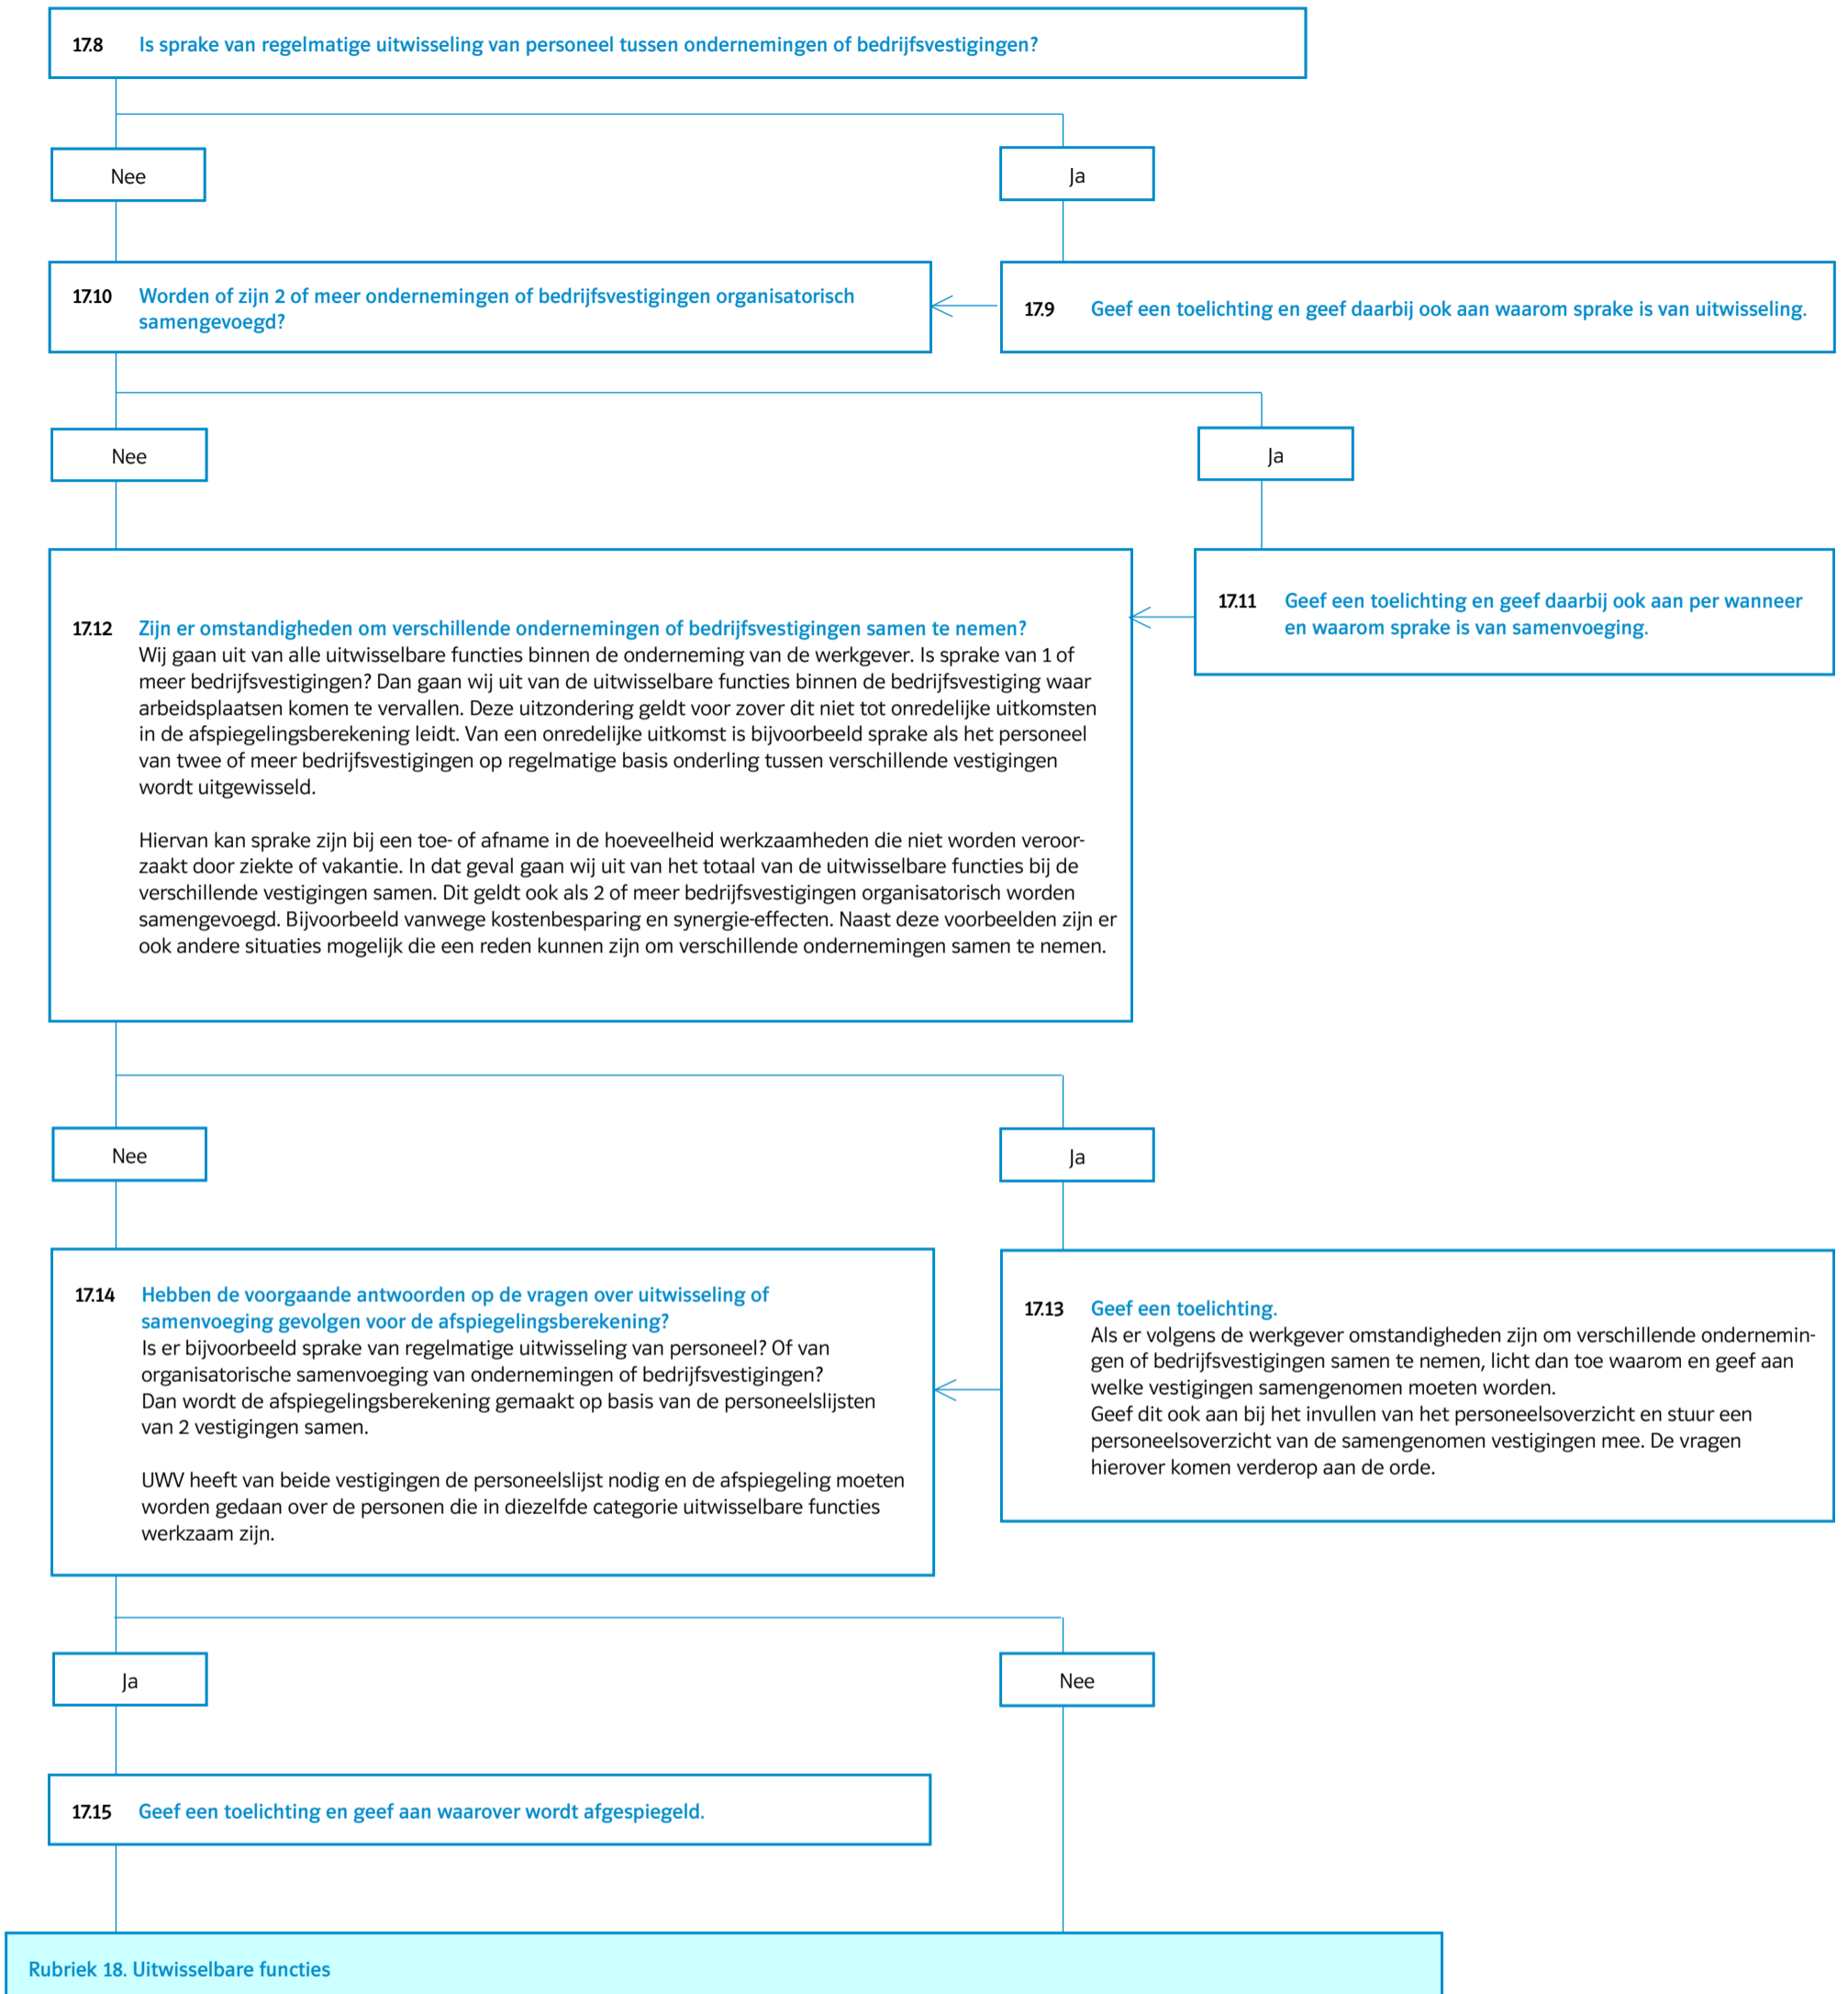 17.8 Is sprake van regelmatige uitwisseling van personeel tussen ondernemingen of bedrijfsvestigingen?
Nee
Ja
17.10 Worden of zijn 2 of meer ondernemingen of bedrijfsvestigingen organisatorisch
samengevoegd?
17.9 Geef een toelichting en geef daarbij ook aan waarom sprake is van uitwisseling.
Nee
Ja
17.12 Zijn er omstandigheden om verschillende ondernemingen of bedrijfsvestigingen samen te nemen?
Wij gaan uit van alle uitwisselbare functies binnen de onderneming van de werkgever. Is sprake van 1 of
meer bedrijfsvestigingen? Dan gaan wij uit van de uitwisselbare functies binnen de bedrijfsvestiging waar
arbeidsplaatsen komen te vervallen. Deze uitzondering geldt voor zover dit niet tot onredelijke uitkomsten
in de afspiegelingsberekening leidt. Van een onredelijke uitkomst is bijvoorbeeld sprake als het personeel
van twee of meer bedrijfsvestigingen op regelmatige basis onderling tussen verschillende vestigingen
wordt uitgewisseld.
Hiervan kan sprake zijn bij een toe- of afname in de hoeveelheid werkzaamheden die niet worden veroor-
zaakt door ziekte of vakantie. In dat geval gaan wij uit van het totaal van de uitwisselbare functies bij de
verschillende vestigingen samen. Dit geldt ook als 2 of meer bedrijfsvestigingen organisatorisch worden
samengevoegd. Bijvoorbeeld vanwege kostenbesparing en synergie-effecten. Naast deze voorbeelden zijn er
ook andere situaties mogelijk die een reden kunnen zijn om verschillende ondernemingen samen te nemen.
17.11 Geef een toelichting en geef daarbij ook aan per wanneer
en waarom sprake is van samenvoeging.
Nee
Ja
17.14 Hebben de voorgaande antwoorden op de vragen over uitwisseling of
samenvoeging gevolgen voor de afspiegelingsberekening?
Is er bijvoorbeeld sprake van regelmatige uitwisseling van personeel? Of van
organisatorische samenvoeging van ondernemingen of bedrijfsvestigingen?
Dan wordt de afspiegelingsberekening gemaakt op basis van de personeelslijsten
van 2 vestigingen samen.
UWV heeft van beide vestigingen de personeelslijst nodig en de afspiegeling moeten
worden gedaan over de personen die in diezelfde categorie uitwisselbare functies
werkzaam zijn.
17.13 Geef een toelichting.
Als er volgens de werkgever omstandigheden zijn om verschillende ondernemin-
gen of bedrijfsvestigingen samen te nemen, licht dan toe waarom en geef aan
welke vestigingen samengenomen moeten worden.
Geef dit ook aan bij het invullen van het personeelsoverzicht en stuur een
personeelsoverzicht van de samengenomen vestigingen mee. De vragen
hierover komen verderop aan de orde.
Ja
Nee
17.15 Geef een toelichting en geef aan waarover wordt afgespiegeld.
Rubriek 18. Uitwisselbare functies